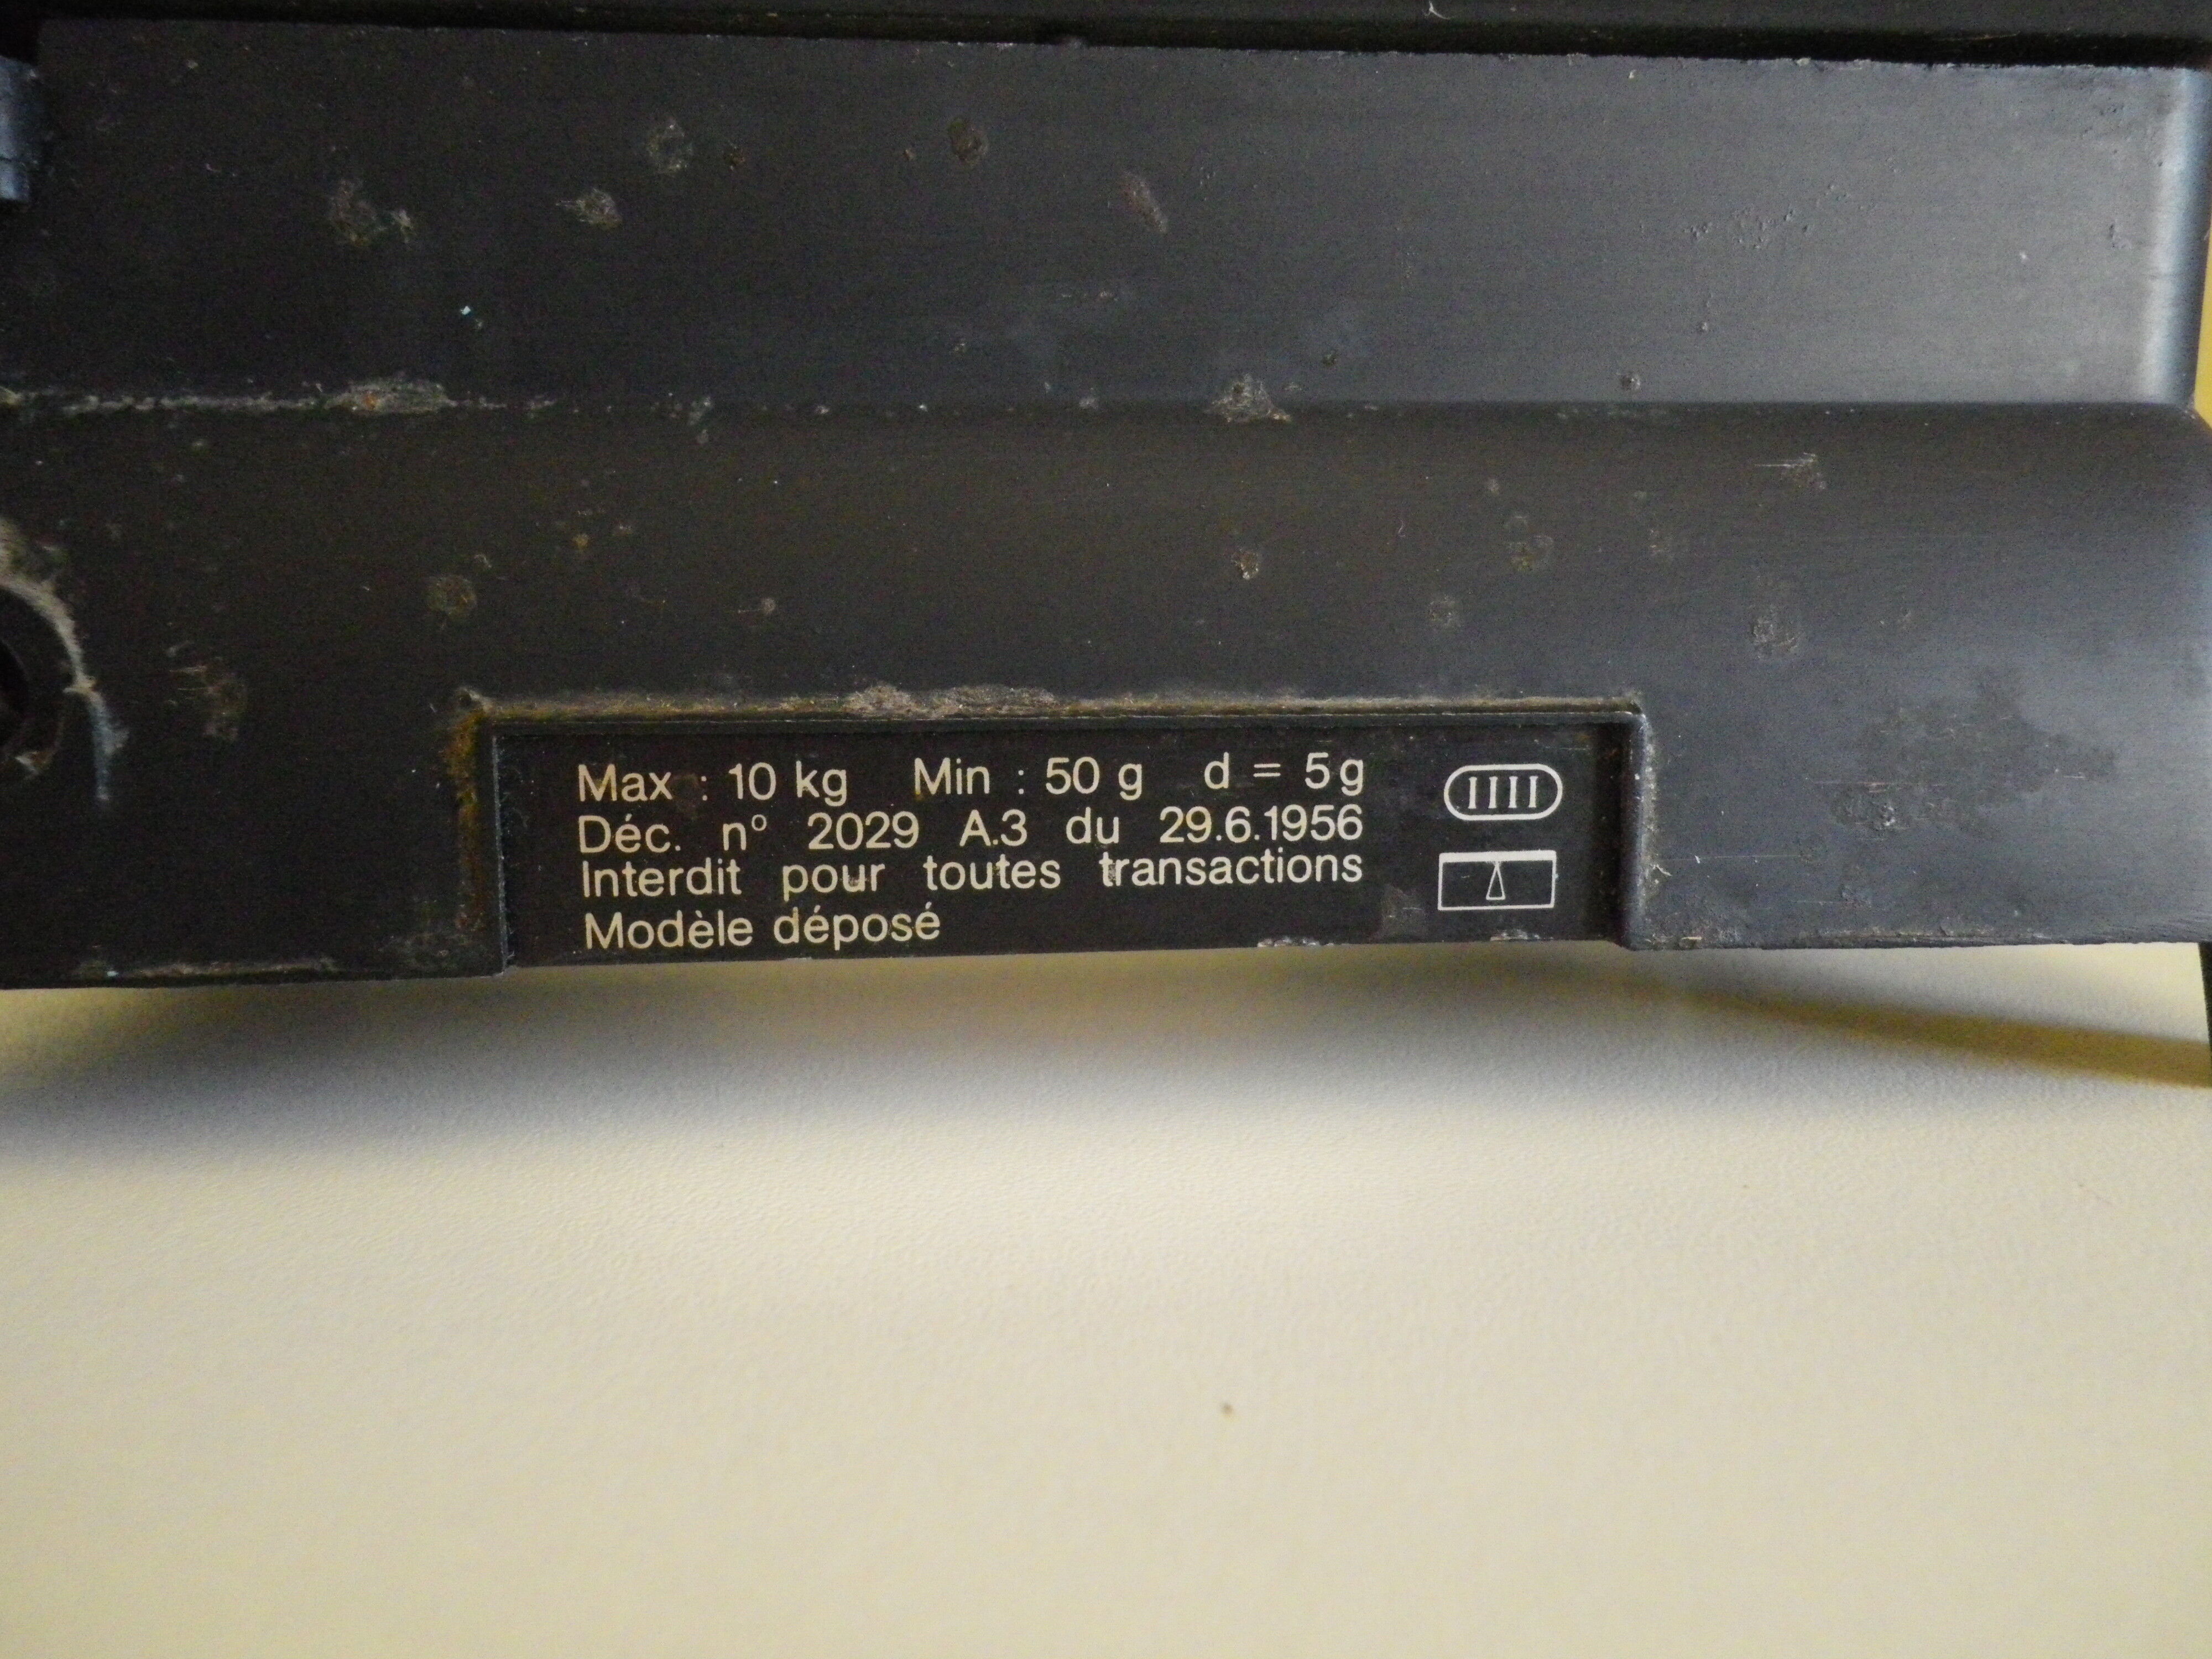 Max : 10 kg Min : 50 g d = 5 g
Déc. n° 2029 A.3 du 29.6.1956
Interdit pour toutes transactions
Modèle déposé
IIII